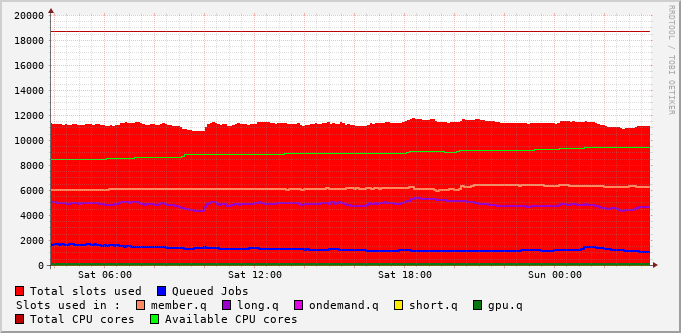 20000
18000
16000
14000
12000
10000
8000
6000
4000
2000
0
Sat 06:00 Sat 12:00 Sat 18:00 Sun 00:00
RRDTOOL / TOBI OETIKER
Total slots used Queued Jobs
Slots used in : member.q long.q ondemand.q short.q gpu.q
Total CPU cores Available CPU cores